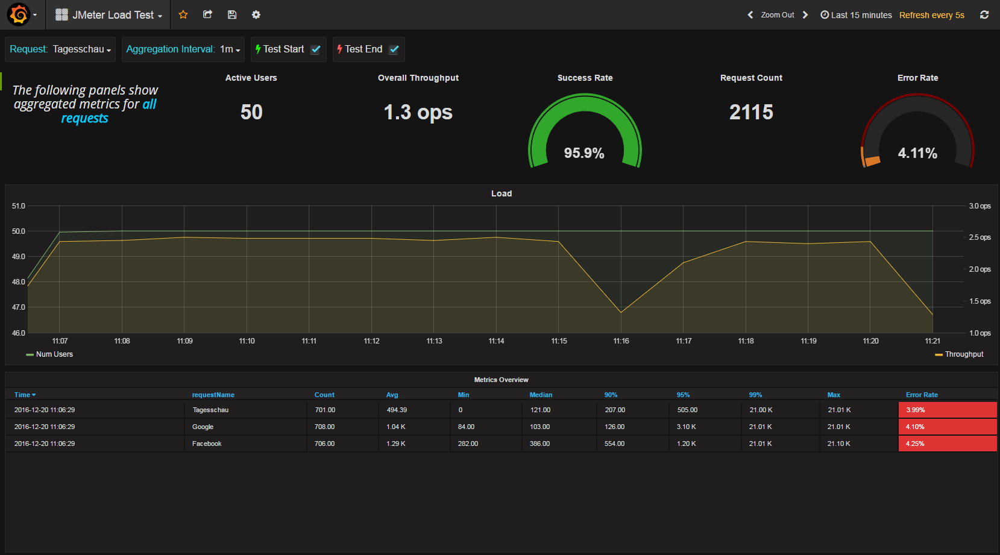 JMeter Load Test
Zoom Out
Last 15 minutes
Refresh every 5s
Request: Tagesschau
Aggregation Interval: 1m
Test Start
Test End
The following panels show
aggregated metrics for all
requests
Active Users
50
Overall Throughput
1.3 ops
Success Rate
95.9%
Request Count
2115
Error Rate
4.11%
Load
51.0
50.0
49.0
48.0
47.0
46.0
3.0 ops
2.5 ops
2.0 ops
1.5 ops
1.0 ops
11:07 11:08 11:09 11:10 11:11 11:12 11:13 11:14 11:15 11:16 11:17 11:18 11:19 11:20 11:21
Num Users
Throughput
Metrics Overview
Time requestName Count Avg Min Median 90% 95% 99% Max Error Rate
2016-12-20 11:06:29 Tagesschau 701.00 494.39 0 121.00 207.00 505.00 21.00 K 21.01 K 3.99%
2016-12-20 11:06:29 Google 708.00 1.04 K 84.00 103.00 126.00 3.10 K 21.01 K 21.01 K 4.10%
2016-12-20 11:06:29 Facebook 706.00 1.29 K 282.00 386.00 554.00 1.20 K 21.01 K 21.10 K 4.25%